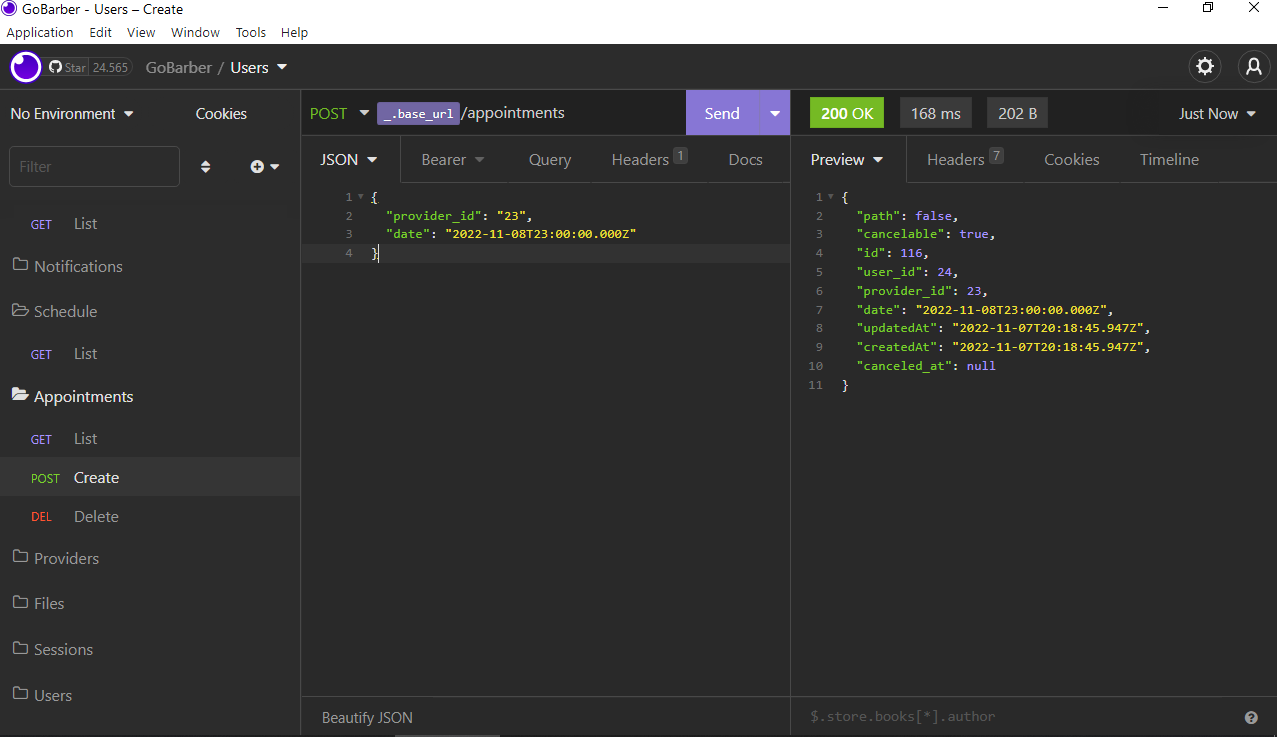 GoBarber - Users – Create
Application Edit View Window Tools Help
Star 24.565 GoBarber / Users
No Environment Cookies
Filter
GET List
Notifications
Schedule
GET List
Appointments
GET List
POST Create
DEL Delete
Providers
Files
Sessions
Users
POST _.base_url/appointments Send
JSON Bearer Query Headers 1 Docs
1 {
2 "provider_id": "23",
3 "date": "2022-11-08T23:00:00.000Z"
4 }
Beautify JSON
200 OK 168 ms 202 B Just Now
Preview Headers 7 Cookies Timeline
1 {
2 "path": false,
3 "cancelable": true,
4 "id": 116,
5 "user_id": 24,
6 "provider_id": 23,
7 "date": "2022-11-08T23:00:00.000Z",
8 "updatedAt": "2022-11-07T20:18:45.947Z",
9 "createdAt": "2022-11-07T20:18:45.947Z",
10 "canceled_at": null
11 }
$.store.books[*].author